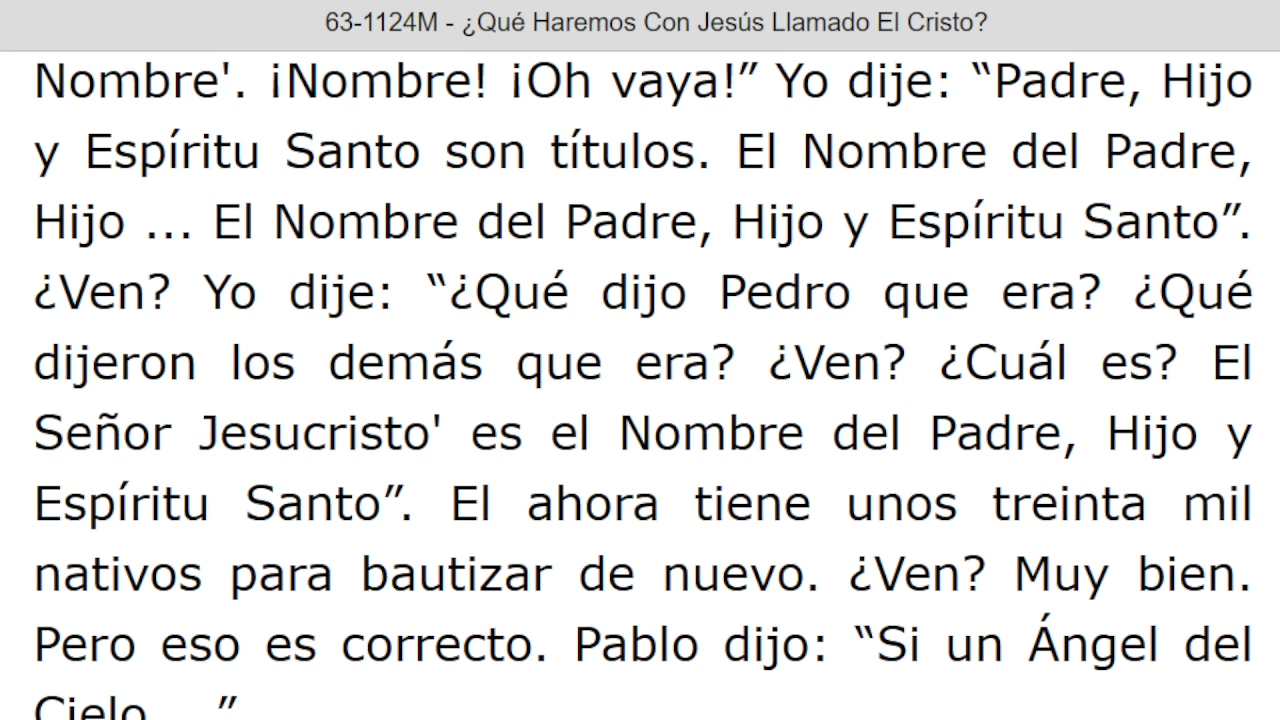 63-1124M - ¿Qué Haremos Con Jesús Llamado El Cristo?
Nombre'. ¡Nombre! ¡Oh vaya!” Yo dije: “Padre, Hijo
y Espíritu Santo son títulos. El Nombre del Padre,
Hijo ... El Nombre del Padre, Hijo y Espíritu Santo”.
¿Ven? Yo dije: “¿Qué dijo Pedro que era? ¿Qué
dijeron los demás que era? ¿Ven? ¿Cuál es? El
Señor Jesucristo' es el Nombre del Padre, Hijo y
Espíritu Santo”. El ahora tiene unos treinta mil
nativos para bautizar de nuevo. ¿Ven? Muy bien.
Pero eso es correcto. Pablo dijo: “Si un Ángel del
Cielo ... ”